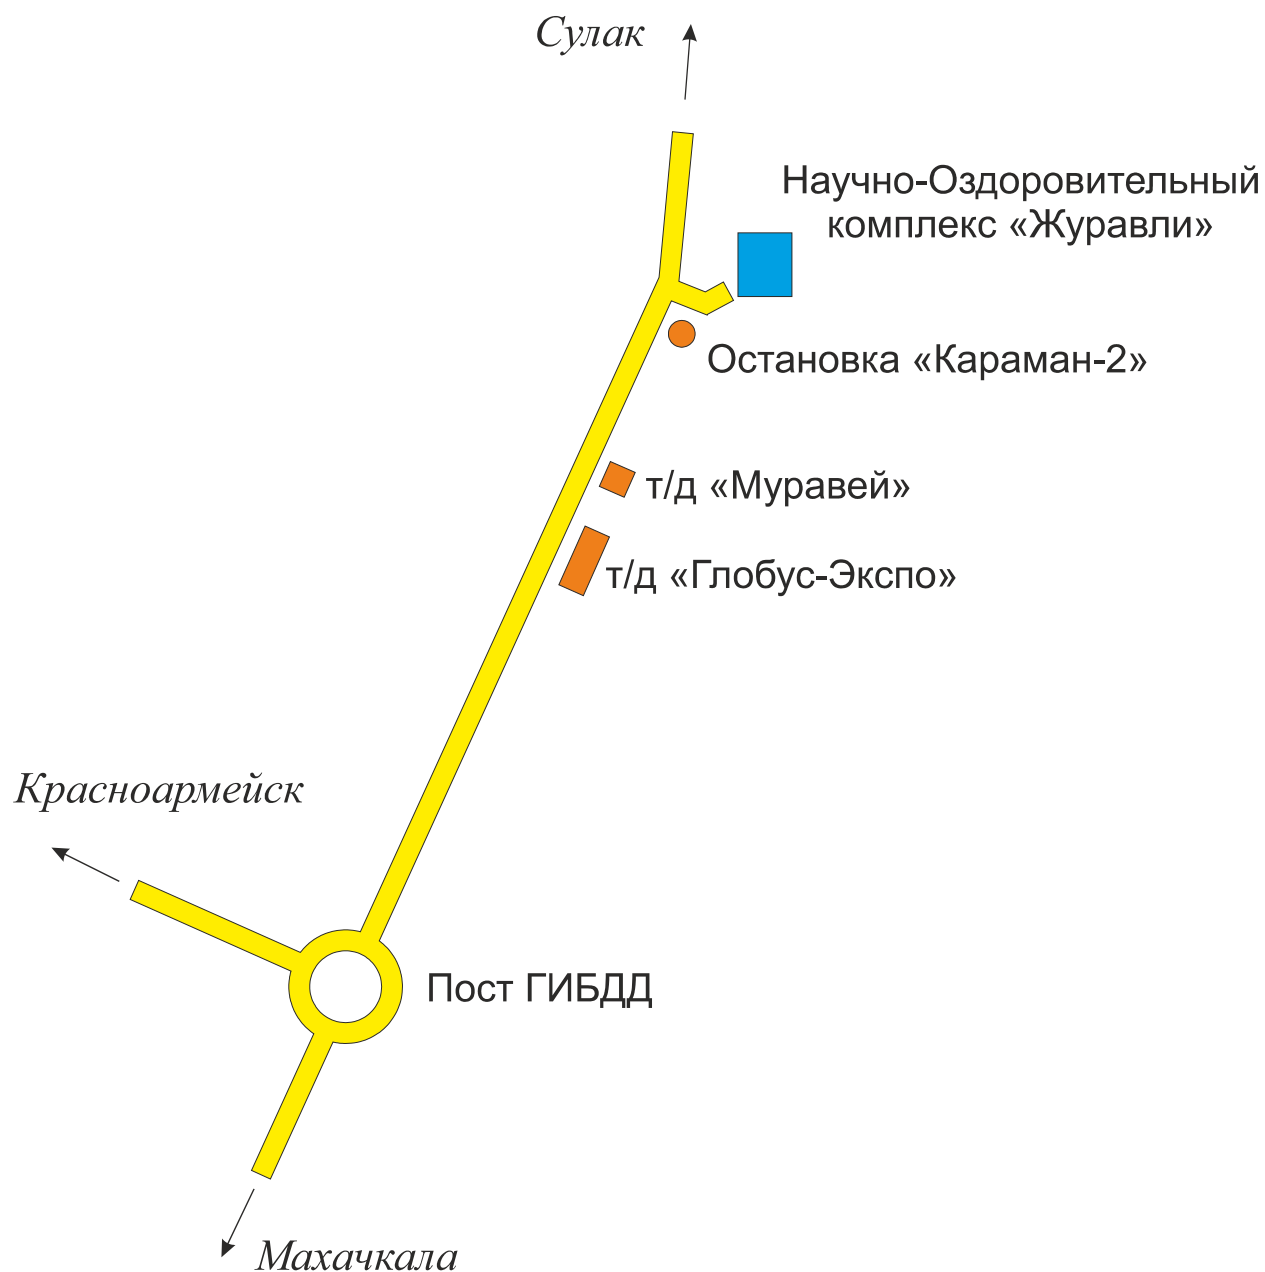 Сулак
Научно-Оздоровительный
комплекс «Журавли»
Остановка «Караман-2»
т/д «Муравей»
т/д «Глобус-Экспо»
Красноармейск
Пост ГИБДД
Махачкала